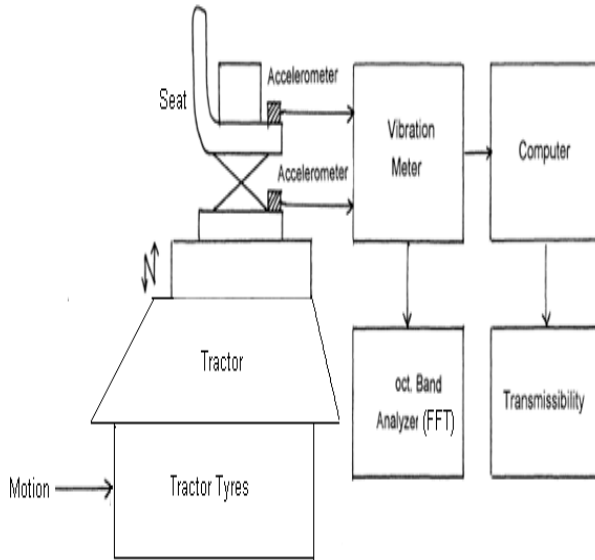 Accelerometer
Seat
Vibration
Meter
Computer
Accelerometer
Tractor
oct. Band
Analyzer (FFT)
Transmissibility
Motion
Tractor Tyres